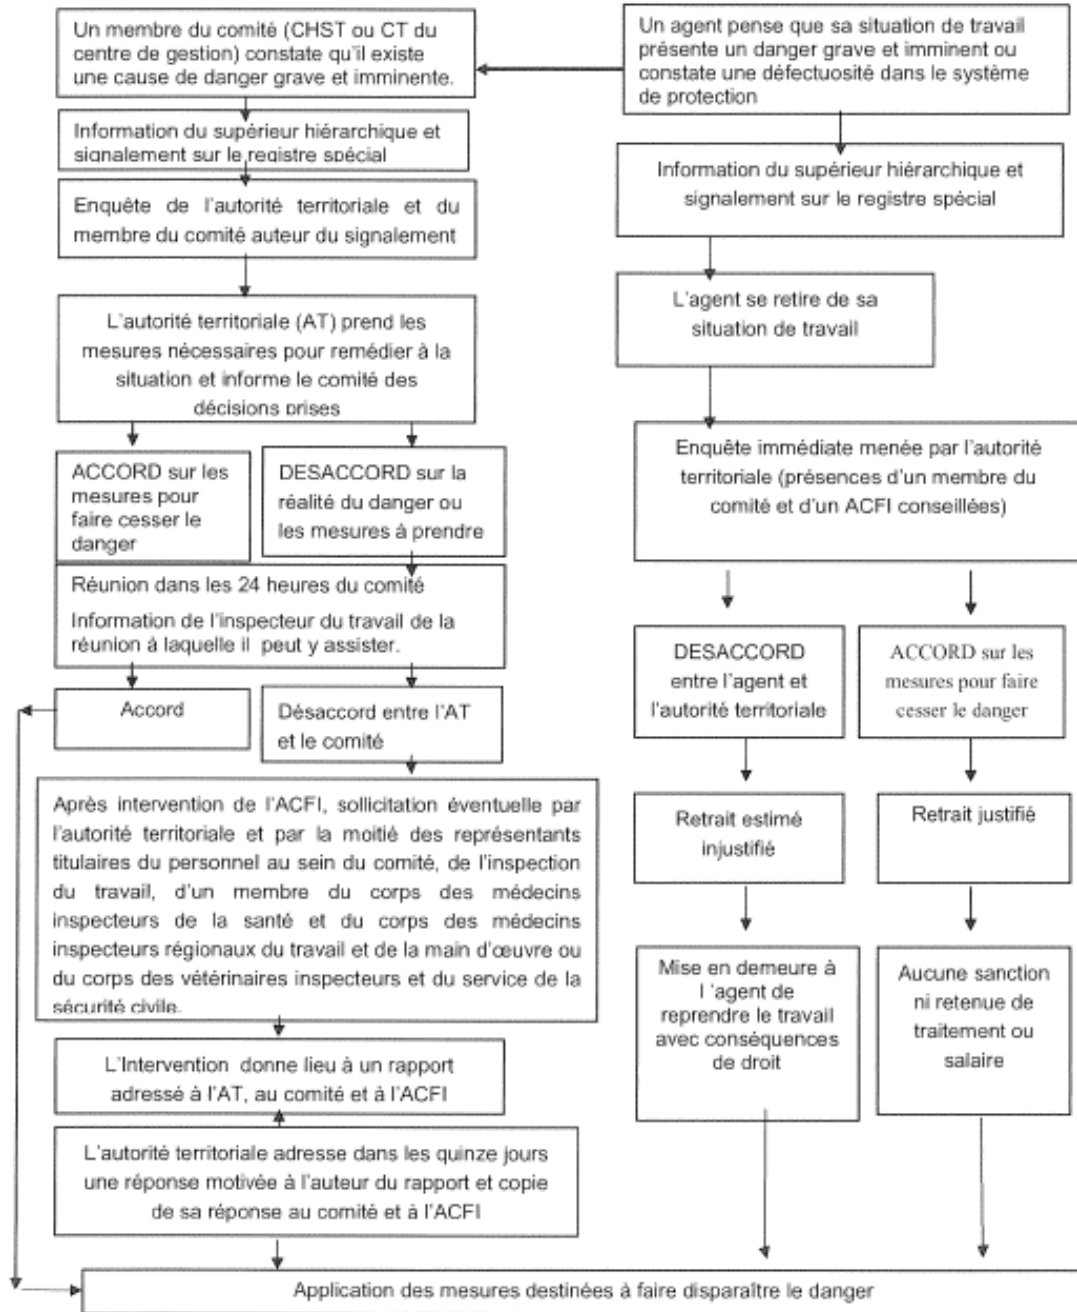 Un membre du comité (CHST ou CT du
centre de gestion) constate qu'il existe
une cause de danger grave et imminente.
Un agent pense que sa situation de travail
présente un danger grave et imminent ou
constate une défectuosité dans le système
de protection
Information du supérieur hiérarchique et
signalement sur le registre spécial
Information du supérieur hiérarchique et
signalement sur le registre spécial
Enquête de l'autorité territoriale et du
membre du comité auteur du signalement
L'agent se retire de sa
situation de travail
L'autorité territoriale (AT) prend les
mesures nécessaires pour remédier à la
situation et informe le comité des
décisions prises
Enquête immédiate menée par l'autorité
territoriale (présences d'un membre du
comité et d'un ACFI conseillées)
ACCORD sur les
mesures pour
faire cesser le
danger
DESACCORD sur la
réalité du danger ou
les mesures à prendre
Réunion dans les 24 heures du comité
Information de l'inspecteur du travail de la
réunion à laquelle il peut y assister.
DESACCORD
entre l'agent et
l'autorité territoriale
ACCORD sur les
mesures pour faire
cesser le danger
Accord
Désaccord entre l'AT
et le comité
Après intervention de l'ACFI, sollicitation éventuelle par
l'autorité territoriale et par la moitié des représentants
titulaires du personnel au sein du comité, de l'inspection
du travail, d'un membre du corps des médecins
inspecteurs de la santé et du corps des médecins
inspecteurs régionaux du travail et de la main d'œuvre ou
du corps des vétérinaires inspecteurs et du service de la
sécurité civile.
Retrait estimé
injustifié
Retrait justifié
Mise en demeure à
l 'agent de
reprendre le travail
avec conséquences
de droit
Aucune sanction
ni retenue de
traitement ou
salaire
L'Intervention donne lieu à un rapport
adressé à l'AT, au comité et à l'ACFI
L'autorité territoriale adresse dans les quinze jours
une réponse motivée à l'auteur du rapport et copie
de sa réponse au comité et à l'ACFI
Application des mesures destinées à faire disparaître le danger